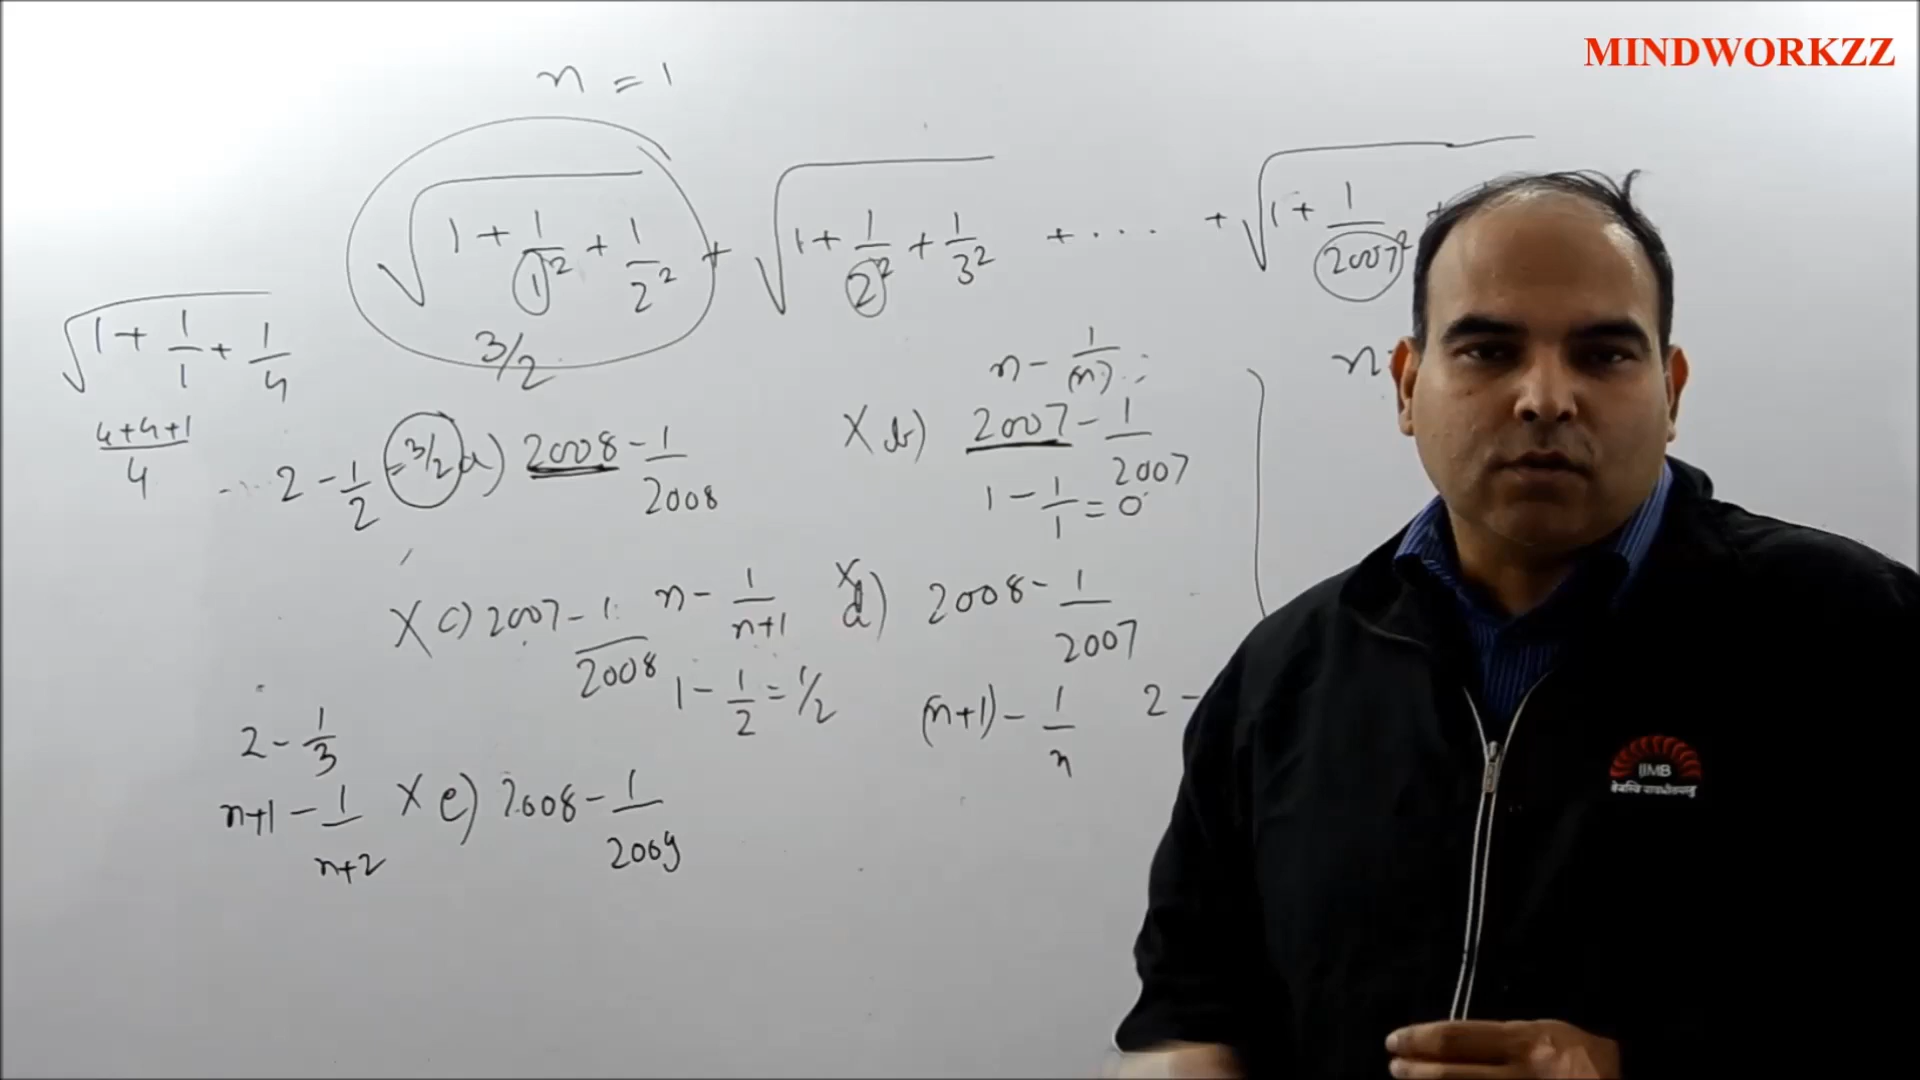 MINDWORKZZ
n = 1
√(1 + 1/1² + 1/2²) + √(1 + 1/2² + 1/3²) + .... + √(1 + 1/2007² +
3/2
√(1 + 1/1 + 1/4)
(4+4+1)/4
n - 1/(n)
2 - 1/2 = 3/2 a) 2008 - 1/2008
X b) 2007 - 1/2007
1 - 1/1 = 0
X c) 2007 - 1/2008
n - 1/(n+1)
1 - 1/2 = 1/2
X d) 2008 - 1/2007
(n+1) - 1/n
2 -
2 - 1/3
n+1 - 1/(n+2)
X e) 2008 - 1/2009
IIMB